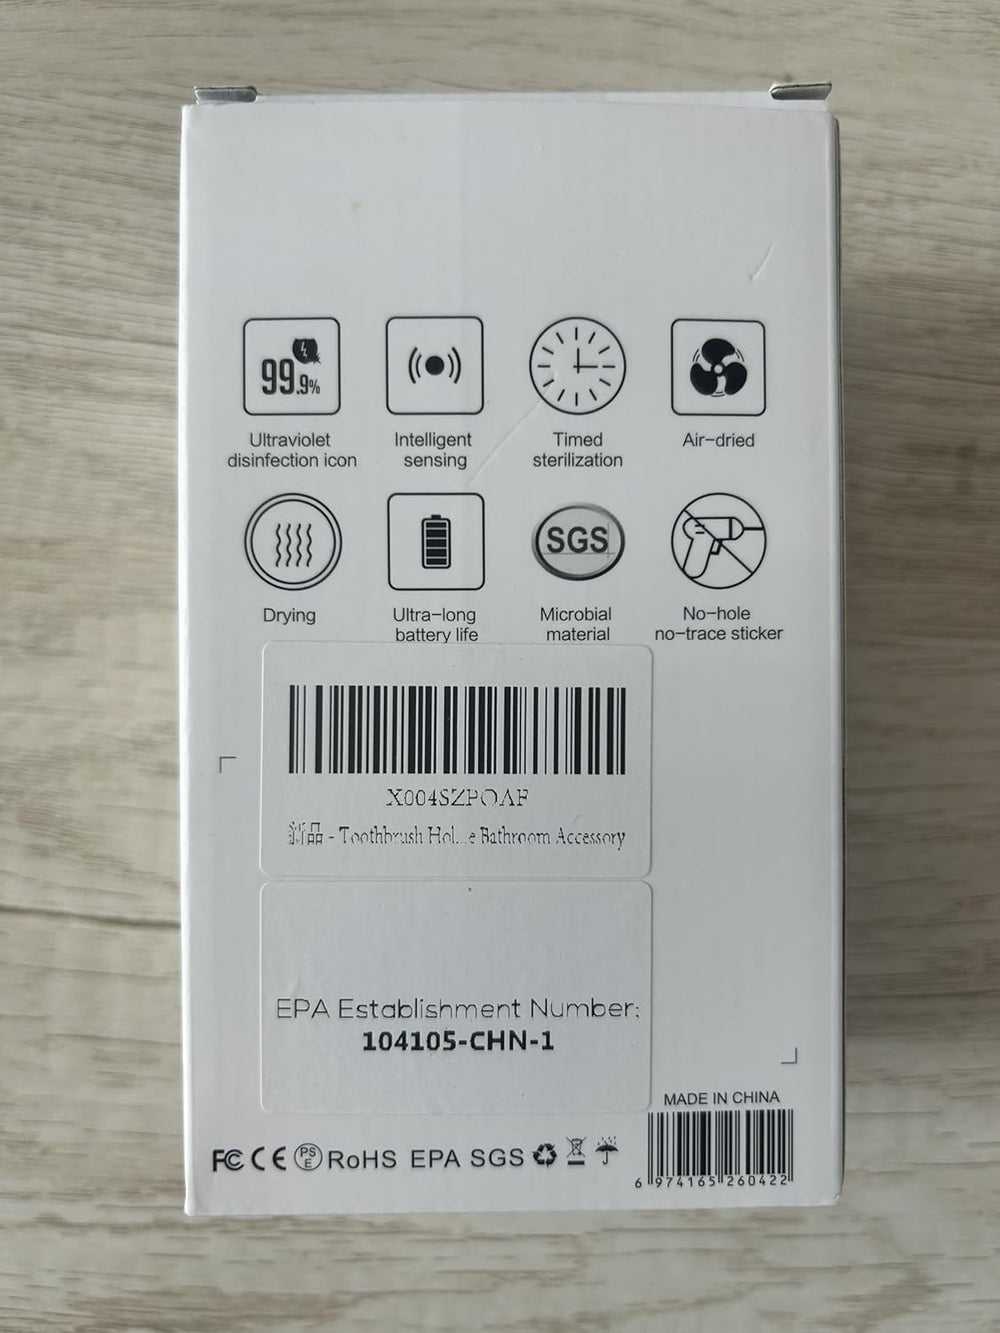 99.9%
Ultraviolet
disinfection icon
Intelligent
sensing
Timed
sterilization
Air-dried
Drying
Ultra-long
battery life
SGS
Microbial
material
No-hole
no-trace sticker
X004SZPOAF
新品 - Toothbrush Hol...e Bathroom Accessory
EPA Establishment Number:
104105-CHN-1
MADE IN CHINA
FC CE PS E RoHS EPA SGS
6 974165 260422